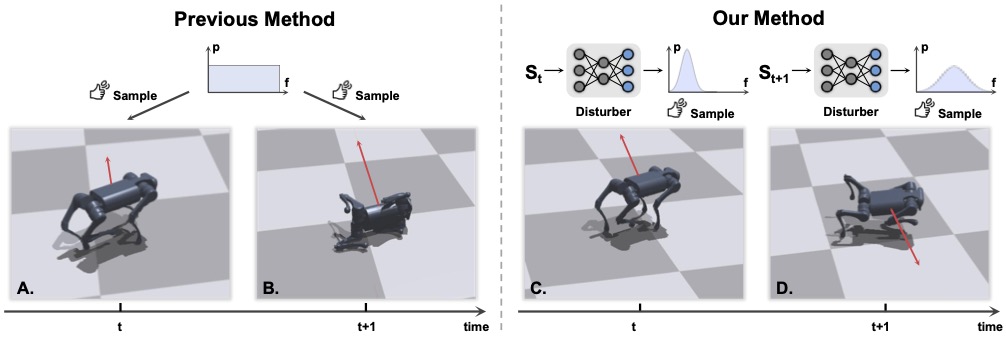 Previous Method
p
f
Sample
Sample
A.
B.
t
t+1
time
Our Method
S_t
Disturber
p
f
Sample
S_{t+1}
Disturber
p
f
Sample
C.
D.
t
t+1
time